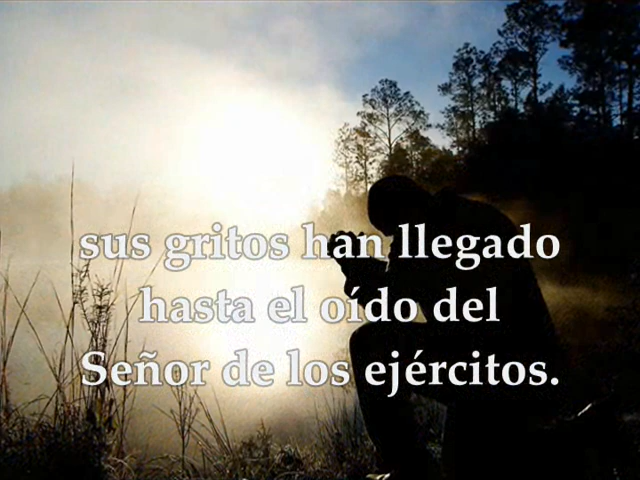 sus gritos han llegado
hasta el oído del
Señor de los ejércitos.